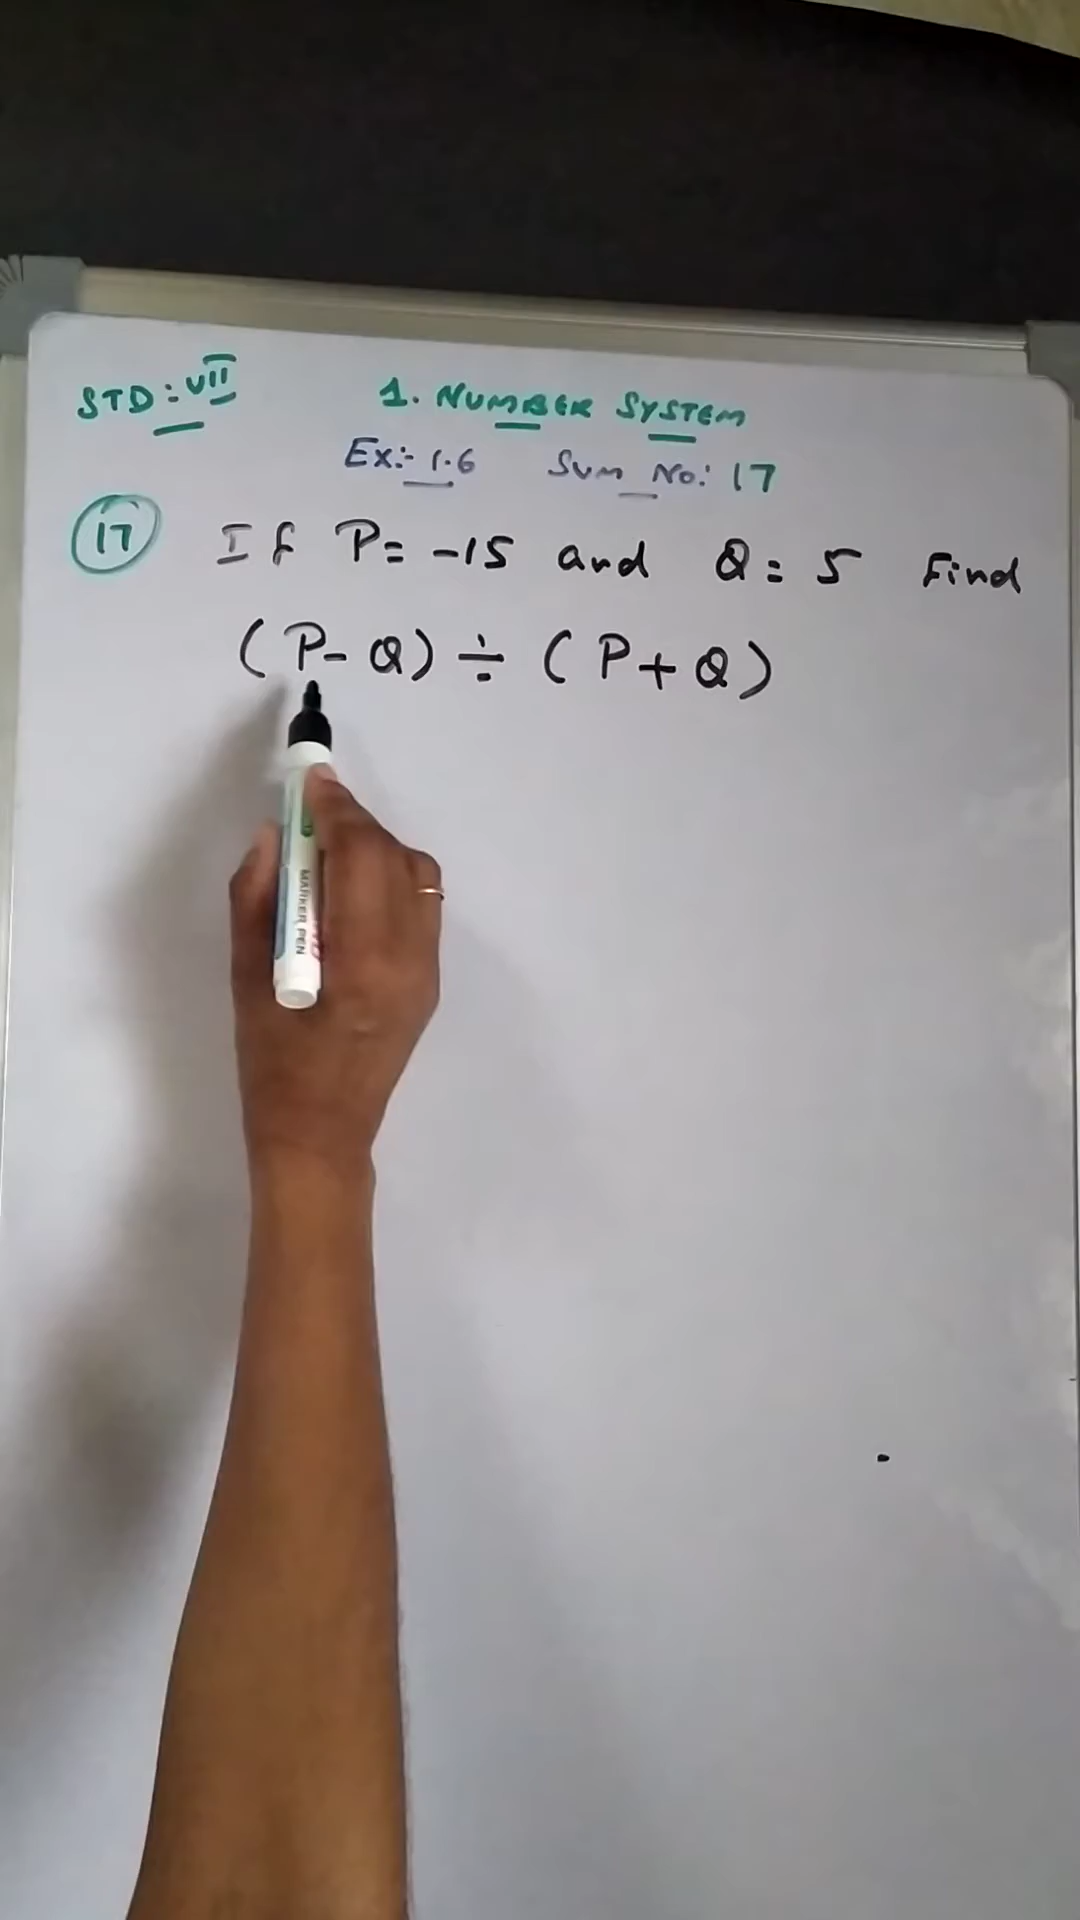 STD: VII 1. NUMBER SYSTEM
Ex:- 1.6 Sum No: 17
17 If P = -15 and Q = 5 Find
(P - Q) ÷ (P + Q)
MARKER PEN